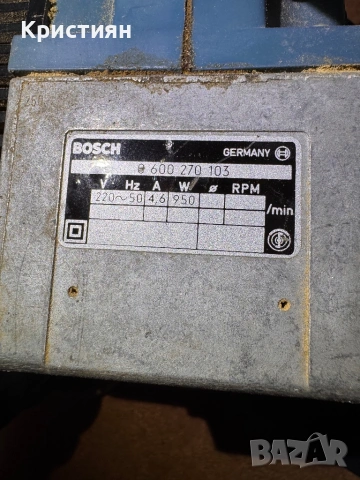 Кристиян
BOSCH GERMANY
0 600 270 103
V Hz A W ø RPM
220~50 4,6 950
/min
BAZAR